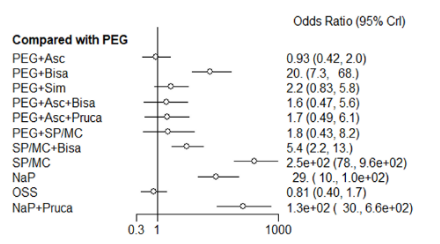 Odds Ratio (95% CrI)
Compared with PEG
PEG+Asc 0.93 (0.42, 2.0)
PEG+Bisa 20. (7.3, 68.)
PEG+Sim 2.2 (0.83, 5.8)
PEG+Asc+Bisa 1.6 (0.47, 5.6)
PEG+Asc+Pruca 1.7 (0.49, 6.1)
PEG+SP/MC 1.8 (0.43, 8.2)
SP/MC+Bisa 5.4 (2.2, 13.)
SP/MC 2.5e+02 (78., 9.6e+02)
NaP 29. ( 10., 1.0e+02)
OSS 0.81 (0.40, 1.7)
NaP+Pruca 1.3e+02 ( 30., 6.6e+02)
0.3 1 1000